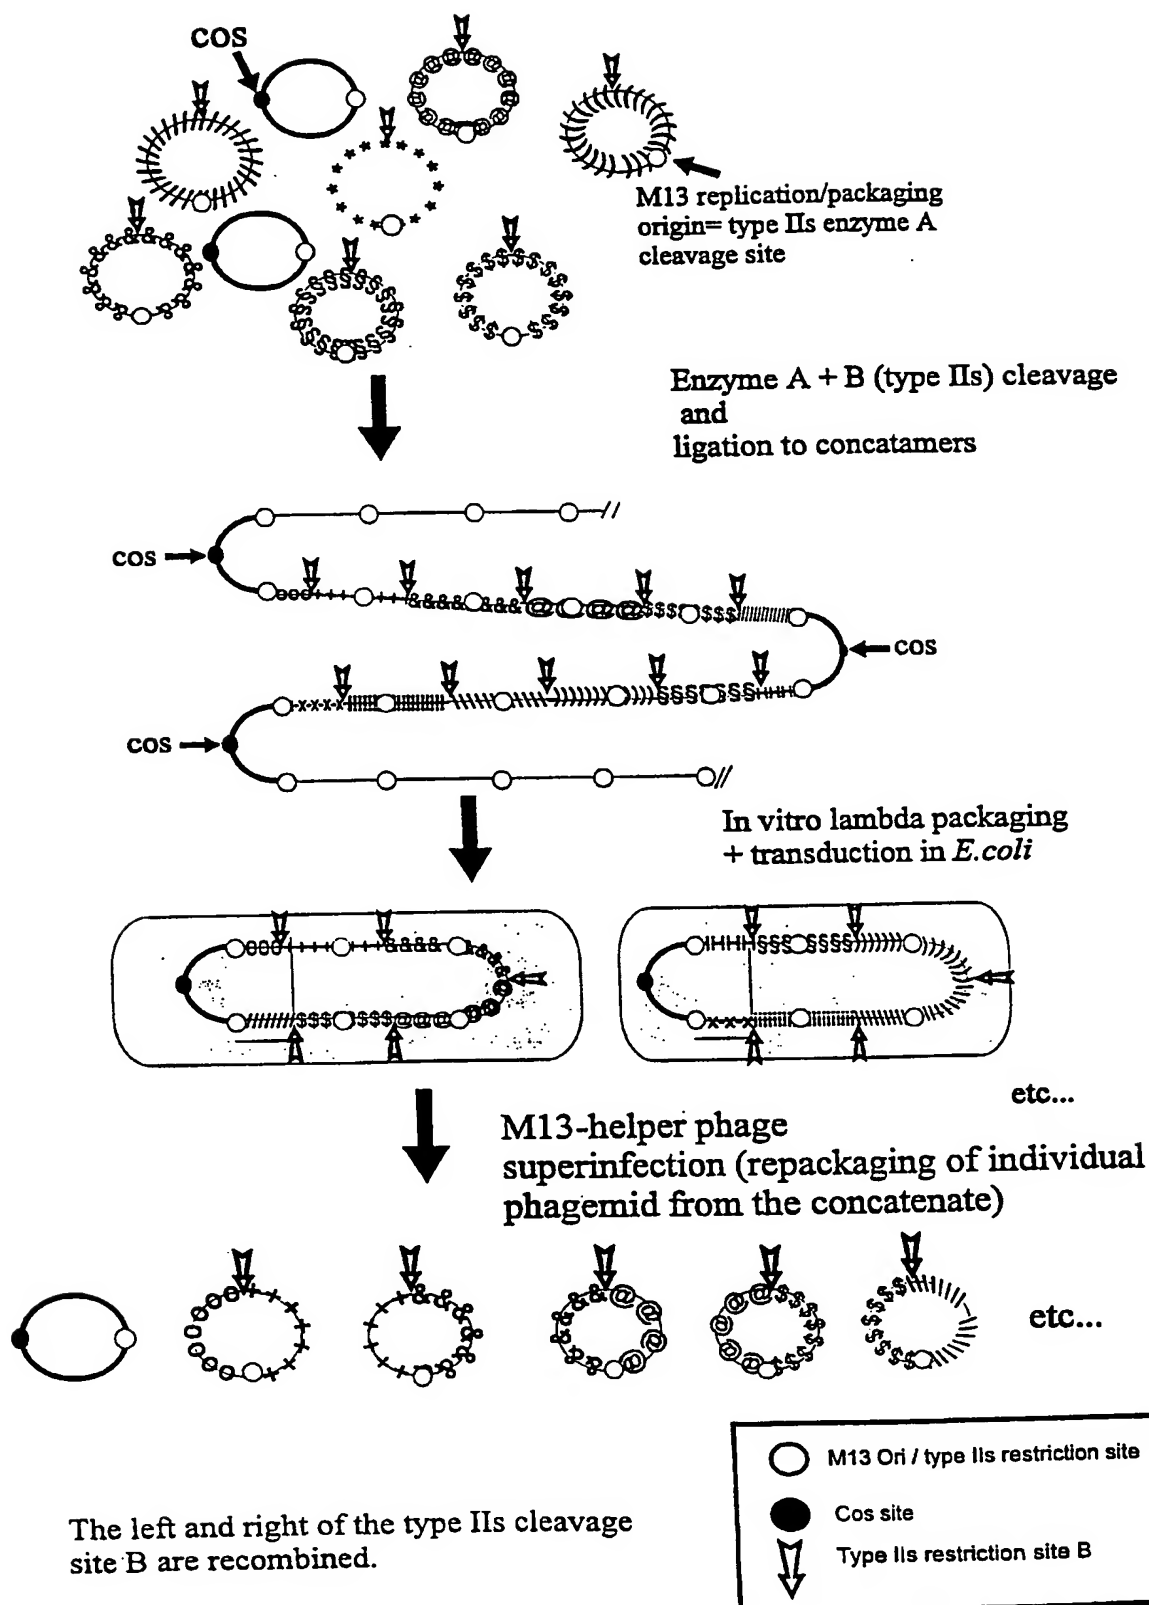 COS
M13 replication/packaging
origin= type IIs enzyme A
cleavage site
Enzyme A + B (type IIs) cleavage
and
ligation to concatamers
COS
COS
COS
In vitro lambda packaging
+ transduction in E.coli
etc...
M13-helper phage
superinfection (repackaging of individual
phagemid from the concatenate)
etc...
M13 Ori / type IIs restriction site
Cos site
Type IIs restriction site B
The left and right of the type IIs cleavage
site B are recombined.